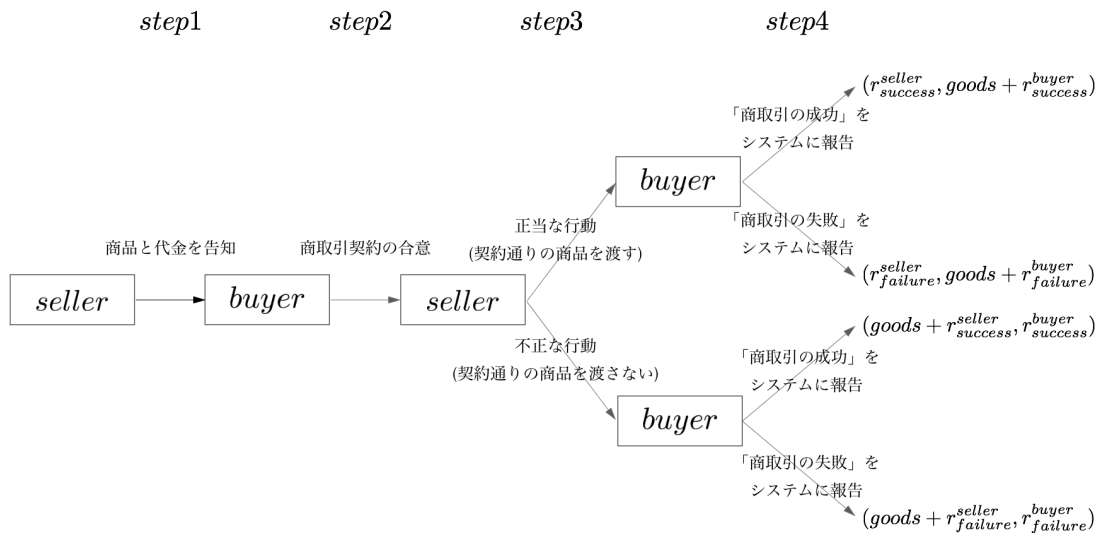 step1 step2 step3 step4
(r^{seller}_{success}, goods + r^{buyer}_{success})
「商取引の成功」を
システムに報告
buyer
正当な行動
(契約通りの商品を渡す)
「商取引の失敗」を
システムに報告
(r^{seller}_{failure}, goods + r^{buyer}_{failure})
商品と代金を告知
商取引契約の合意
seller buyer seller
(goods + r^{seller}_{success}, r^{buyer}_{success})
不正な行動
(契約通りの商品を渡さない)
「商取引の成功」を
システムに報告
buyer
「商取引の失敗」を
システムに報告
(goods + r^{seller}_{failure}, r^{buyer}_{failure})